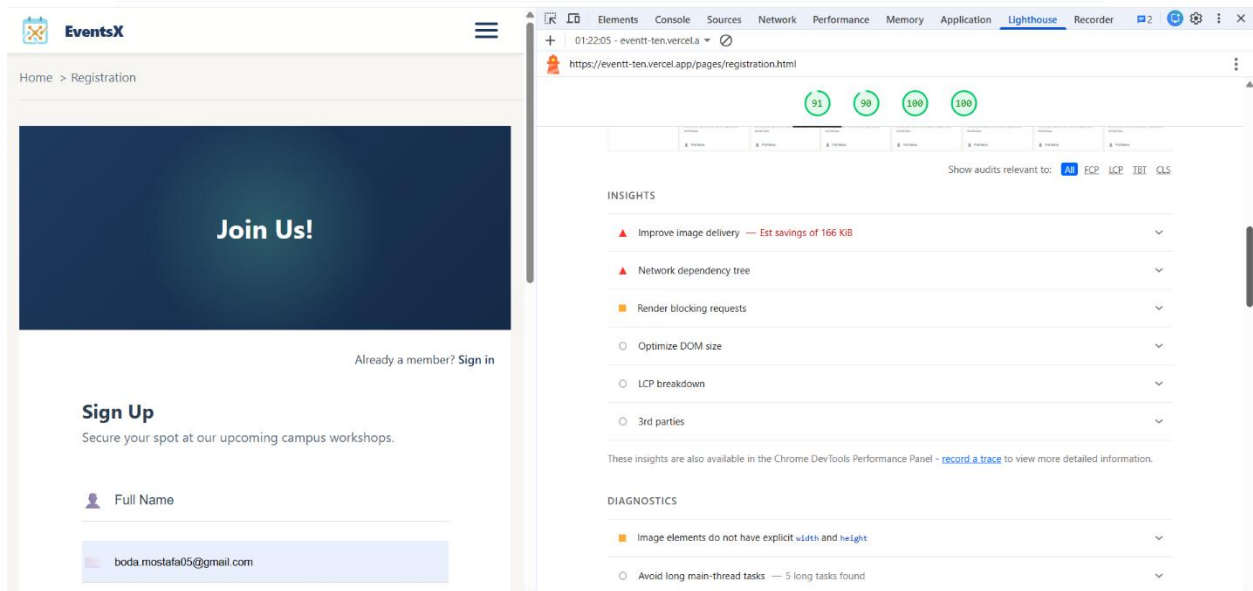 EventsX
Home > Registration
Join Us!
Already a member? Sign in
Sign Up
Secure your spot at our upcoming campus workshops.
Full Name
boda.mostafa05@gmail.com
Elements Console Sources Network Performance Memory Application Lighthouse Recorder 2
01:22:05 - eventt-ten.vercel.a
https://eventt-ten.vercel.app/pages/registration.html
91 90 100 100
Show audits relevant to: All FCP LCP TBT CLS
INSIGHTS
Improve image delivery — Est savings of 166 KiB
Network dependency tree
Render blocking requests
Optimize DOM size
LCP breakdown
3rd parties
These insights are also available in the Chrome DevTools Performance Panel - record a trace to view more detailed information.
DIAGNOSTICS
Image elements do not have explicit width and height
Avoid long main-thread tasks — 5 long tasks found